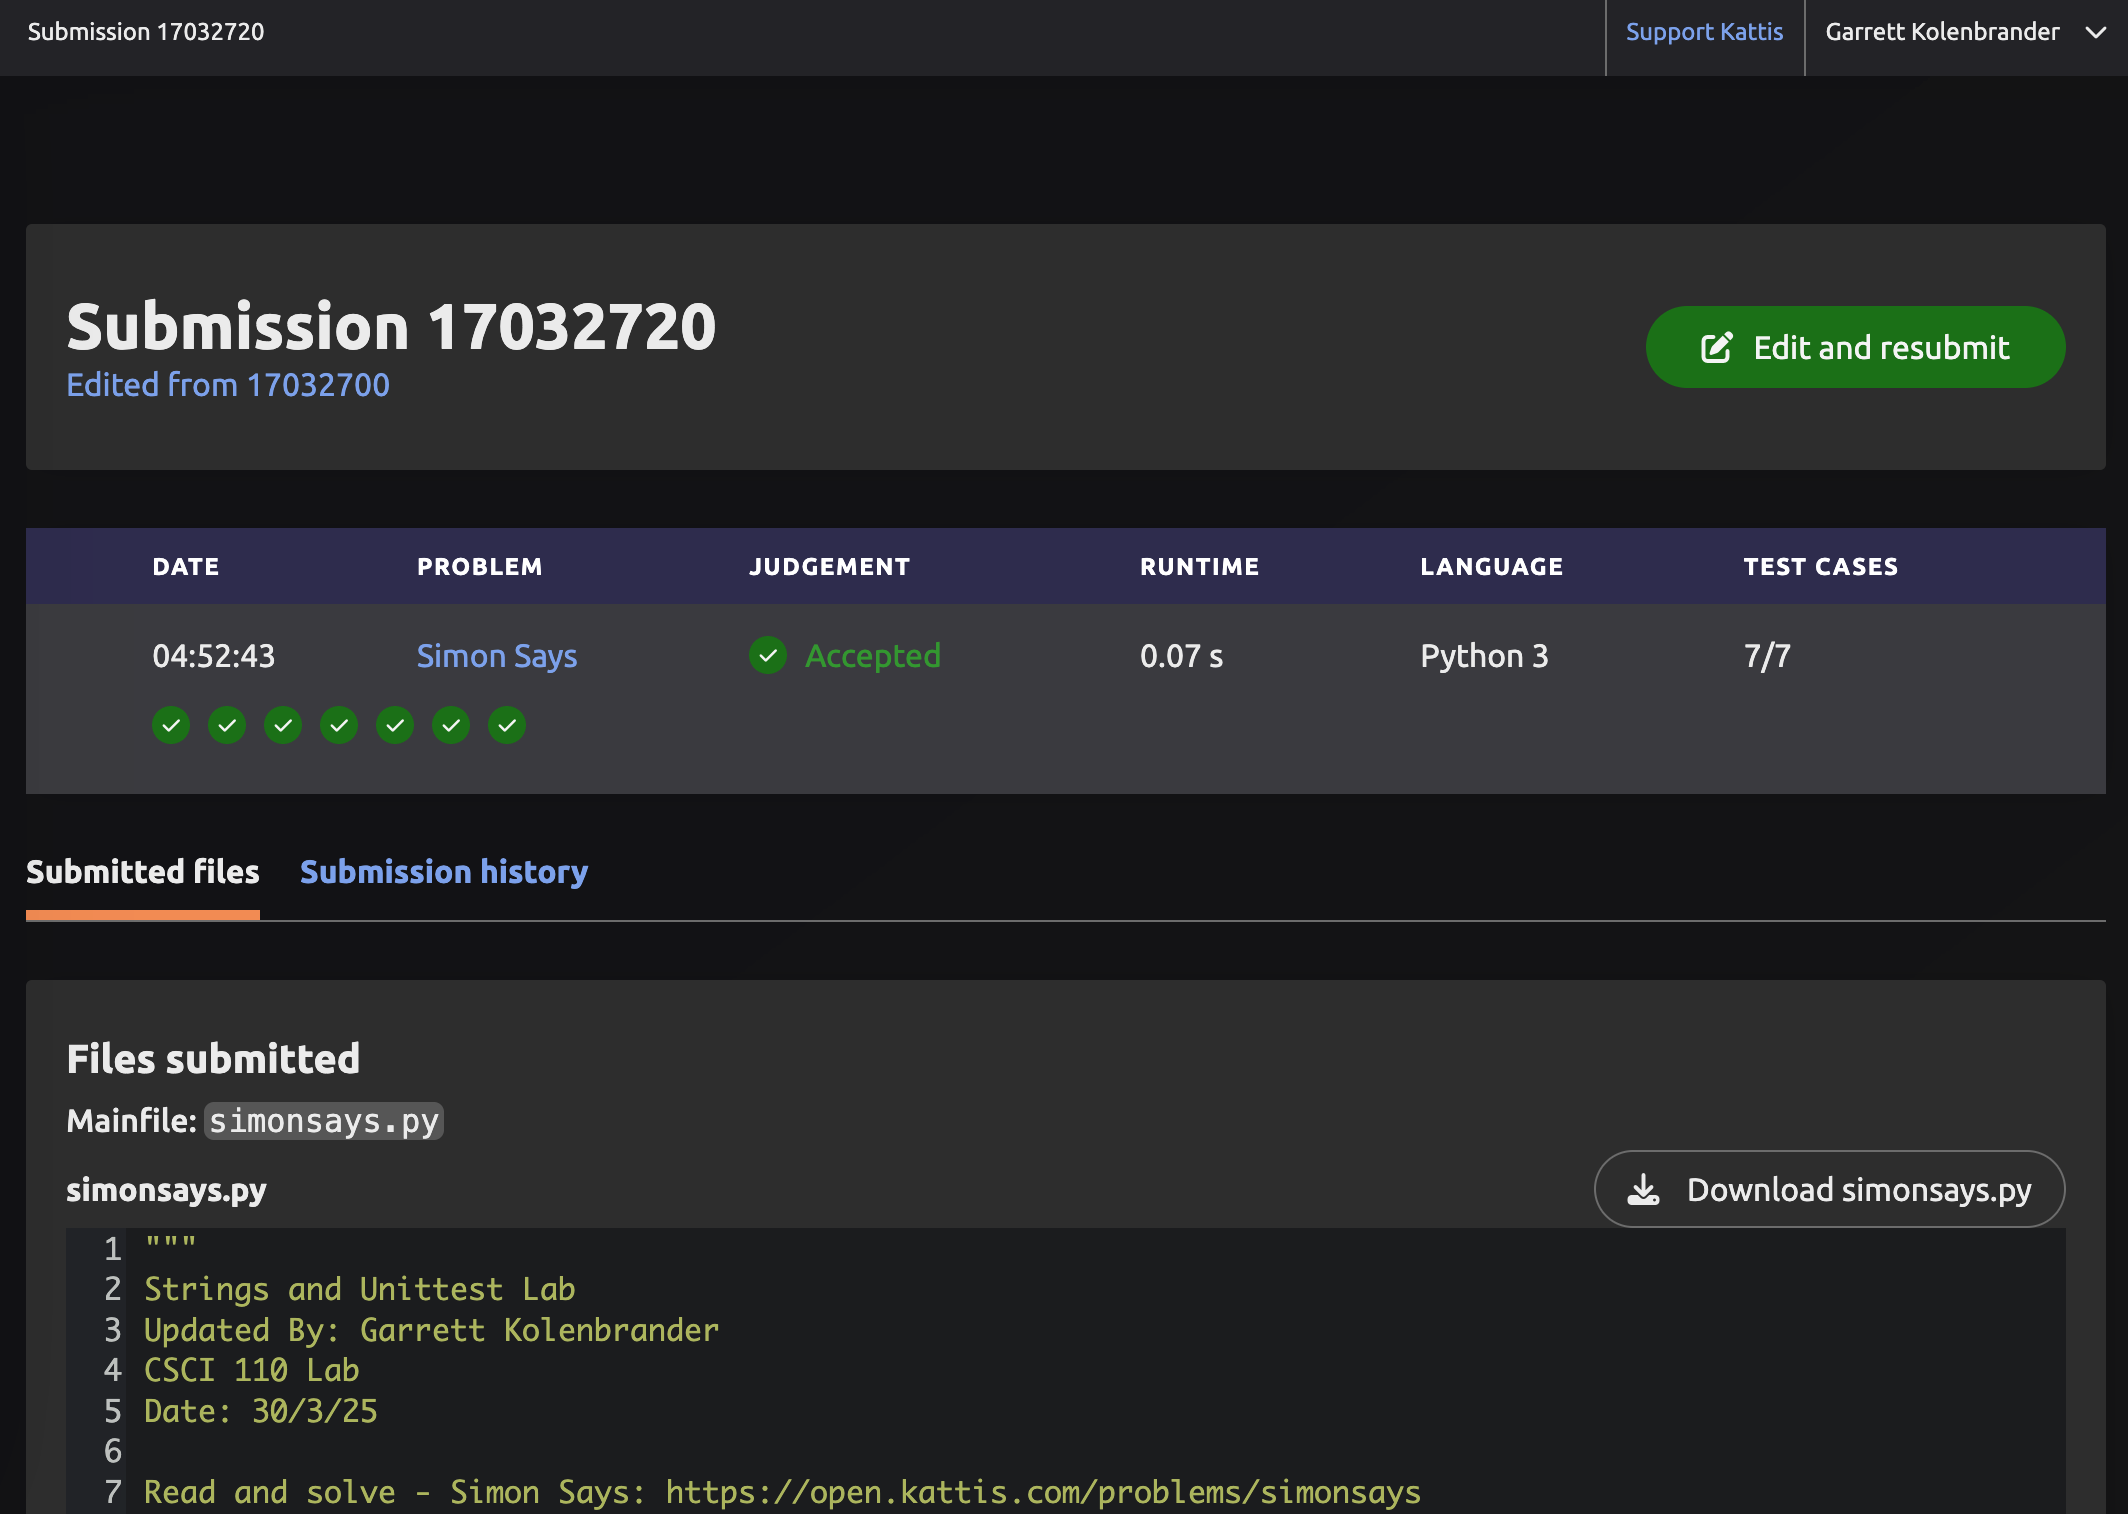 Submission 17032720
Support Kattis
Garrett Kolenbrander
Submission 17032720
Edited from 17032700
Edit and resubmit
DATE PROBLEM JUDGEMENT RUNTIME LANGUAGE TEST CASES
04:52:43 Simon Says Accepted 0.07 s Python 3 7/7
Submitted files Submission history
Files submitted
Mainfile: simonsays.py
simonsays.py
Download simonsays.py
1 """
2 Strings and Unittest Lab
3 Updated By: Garrett Kolenbrander
4 CSCI 110 Lab
5 Date: 30/3/25
6
7 Read and solve - Simon Says: https://open.kattis.com/problems/simonsays